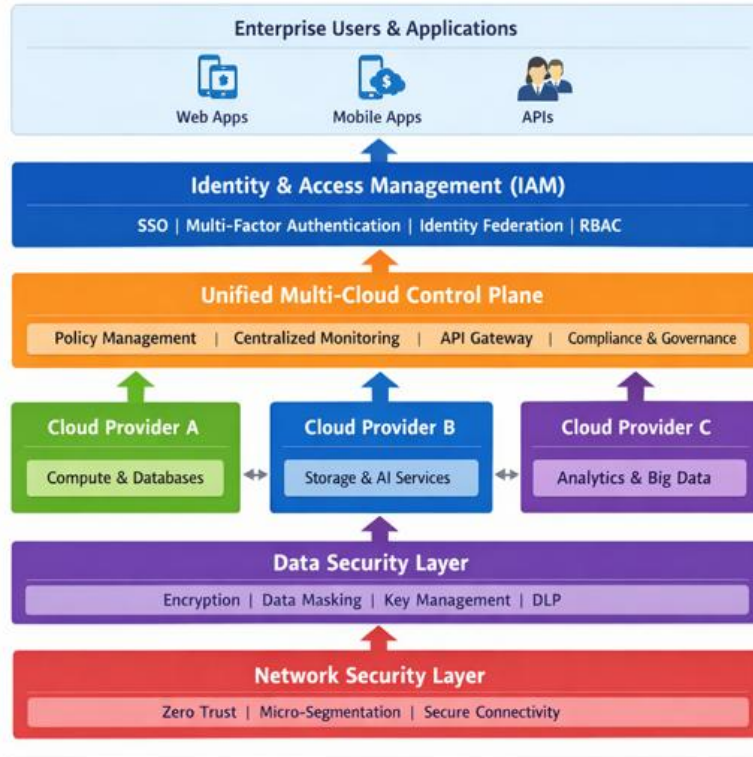 Enterprise Users & Applications
$
Web Apps Mobile Apps APIs
Identity & Access Management (IAM)
SSO | Multi-Factor Authentication | Identity Federation | RBAC
Unified Multi-Cloud Control Plane
Policy Management | Centralized Monitoring | API Gateway | Compliance & Governance
Cloud Provider A Cloud Provider B Cloud Provider C
Compute & Databases Storage & AI Services Analytics & Big Data
Data Security Layer
Encryption | Data Masking | Key Management | DLP
Network Security Layer
Zero Trust | Micro-Segmentation | Secure Connectivity